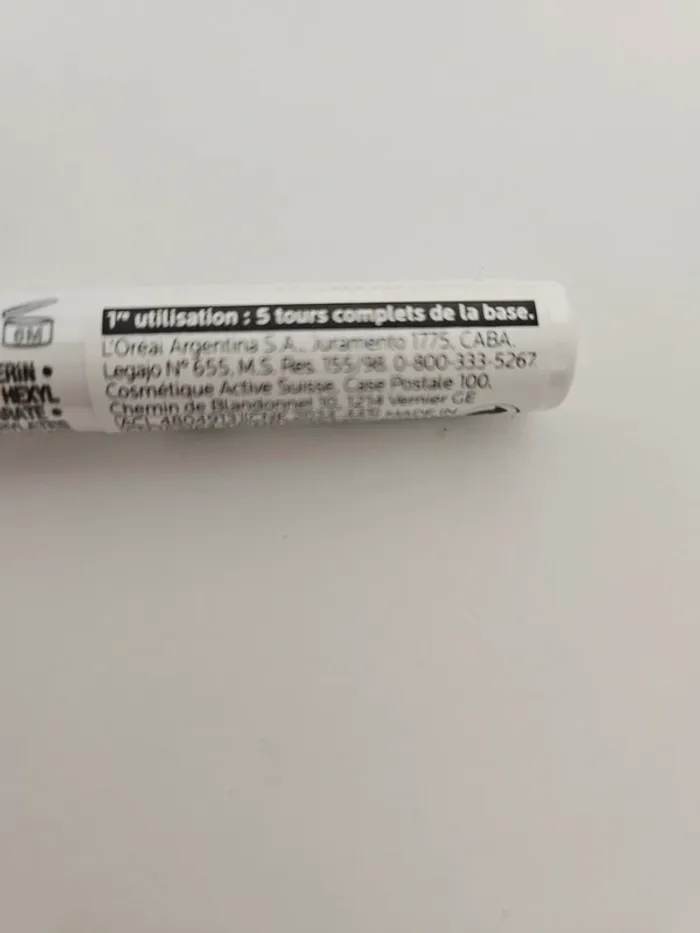 6M
ERIN •
HEXYL
1re utilisation : 5 tours complets de la base.
L'Oréal Argentina S.A., Juramento 1775, CABA.
Legajo N° 655, M.S. Res. 155/98. 0-800-333-5267.
Cosmétique Active Suisse, Case Postale 100,
Chemin de Blandonnet 10, 1214 Vernier GE
MADE IN